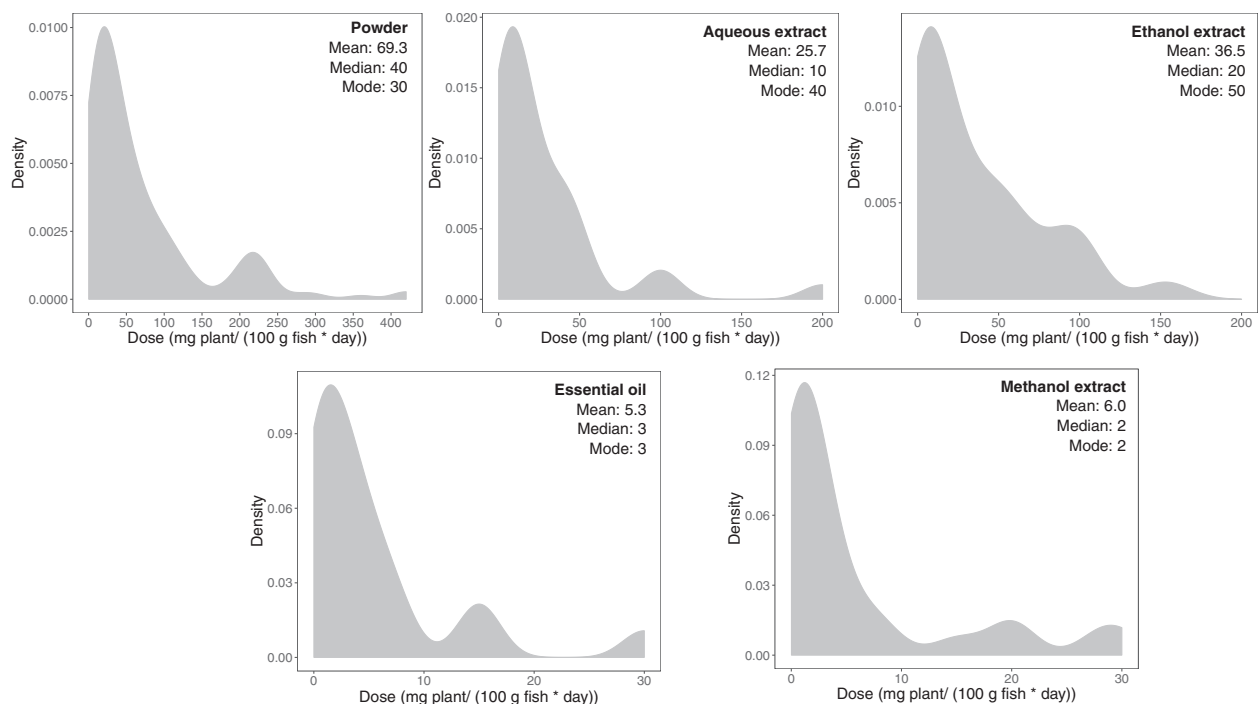 Powder
Mean: 69.3
Median: 40
Mode: 30
0.0100
0.0075
0.0050
0.0025
0.0000
Density
0 50 100 150 200 250 300 350 400
Dose (mg plant/ (100 g fish * day))
Aqueous extract
Mean: 25.7
Median: 10
Mode: 40
0.020
0.015
0.010
0.005
0.000
Density
0 50 100 150 200
Dose (mg plant/ (100 g fish * day))
Ethanol extract
Mean: 36.5
Median: 20
Mode: 50
0.010
0.005
0.000
Density
0 50 100 150 200
Dose (mg plant/ (100 g fish * day))
Essential oil
Mean: 5.3
Median: 3
Mode: 3
0.09
0.06
0.03
0.00
Density
0 10 20 30
Dose (mg plant/ (100 g fish * day))
Methanol extract
Mean: 6.0
Median: 2
Mode: 2
0.12
0.09
0.06
0.03
0.00
Density
0 10 20 30
Dose (mg plant/ (100 g fish * day))